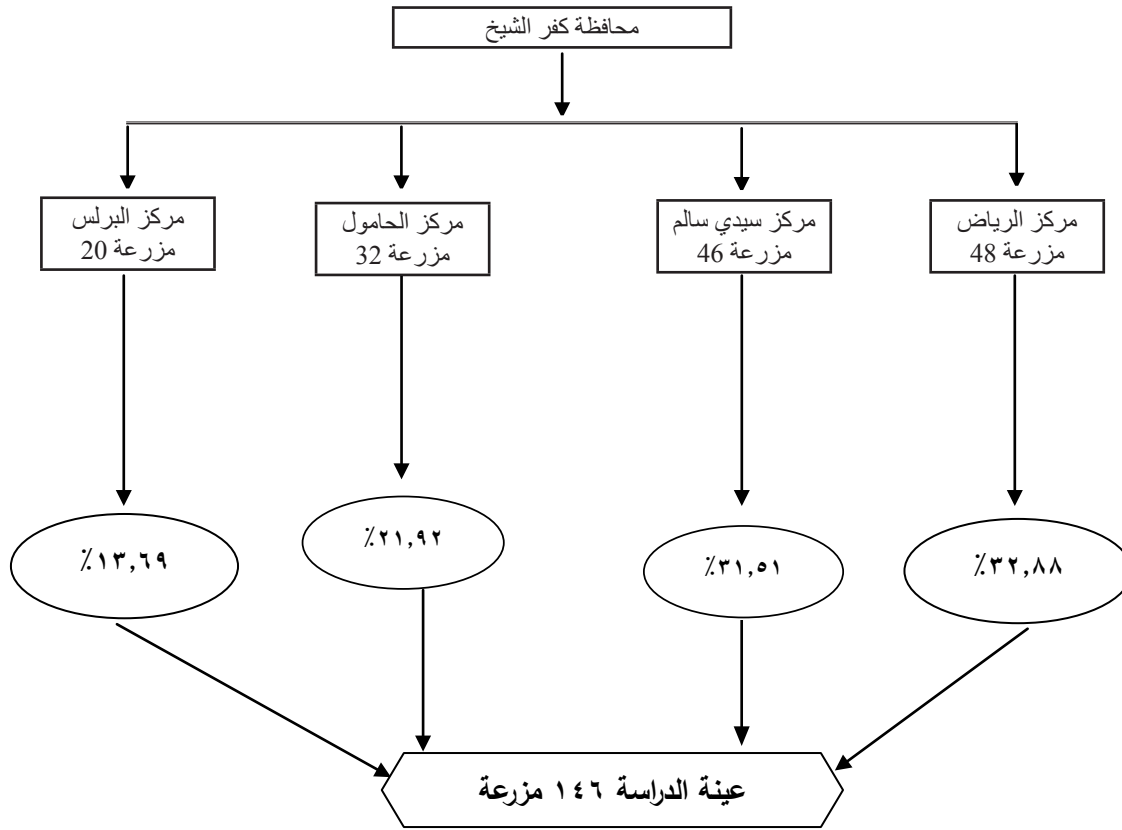 محافظة كفر الشيخ
مركز الرياض
مزرعة 48
مركز سيدي سالم
مزرعة 46
مركز الحامول
مزرعة 32
مركز البرلس
مزرعة 20
٪٣٢,٨٨
٪٣١,٥١
٪٢١,٩٢
٪١٣,٦٩
عينة الدراسة ١٤٦ مزرعة